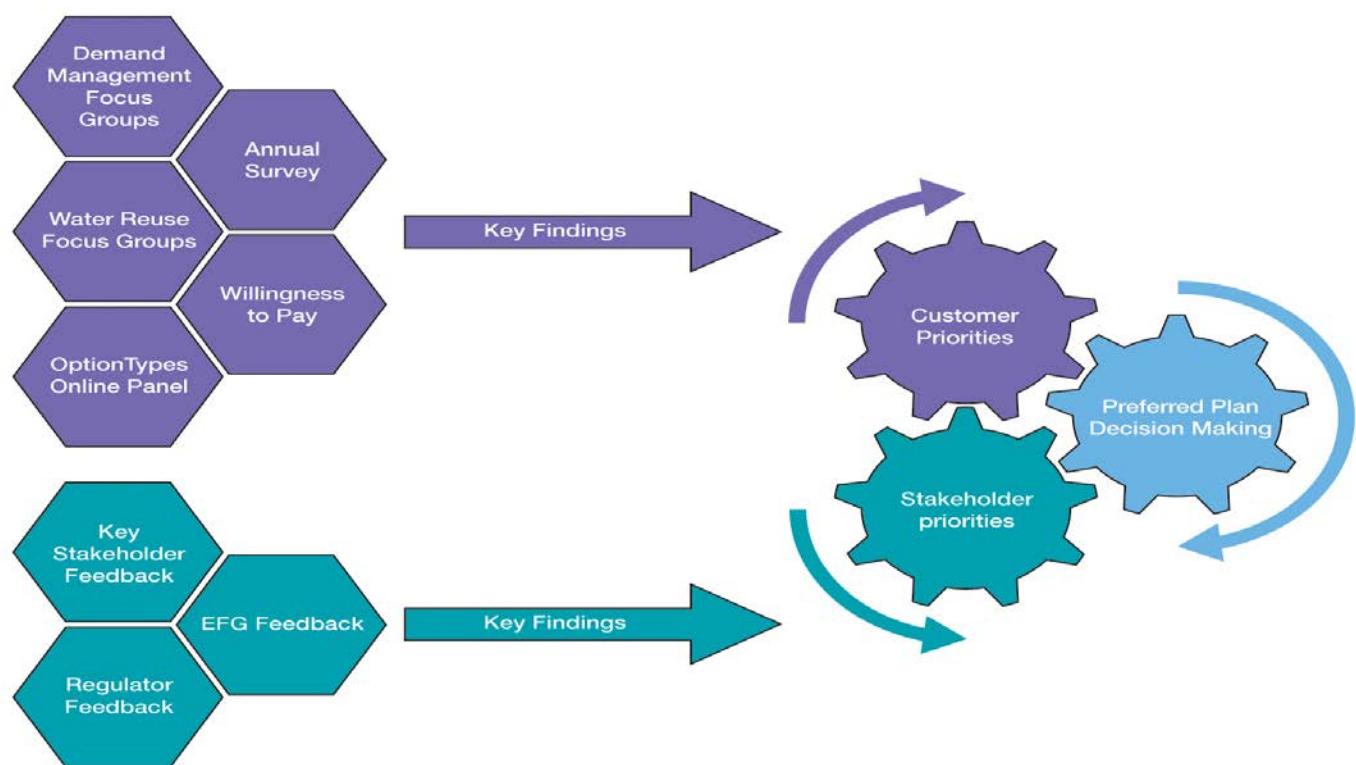 Demand
Management
Focus
Groups
Annual
Survey
Water Reuse
Focus Groups
Willingness
to Pay
OptionTypes
Online Panel
Key Findings
Customer
Priorities
Preferred Plan
Decision Making
Stakeholder
priorities
Key
Stakeholder
Feedback
EFG Feedback
Regulator
Feedback
Key Findings